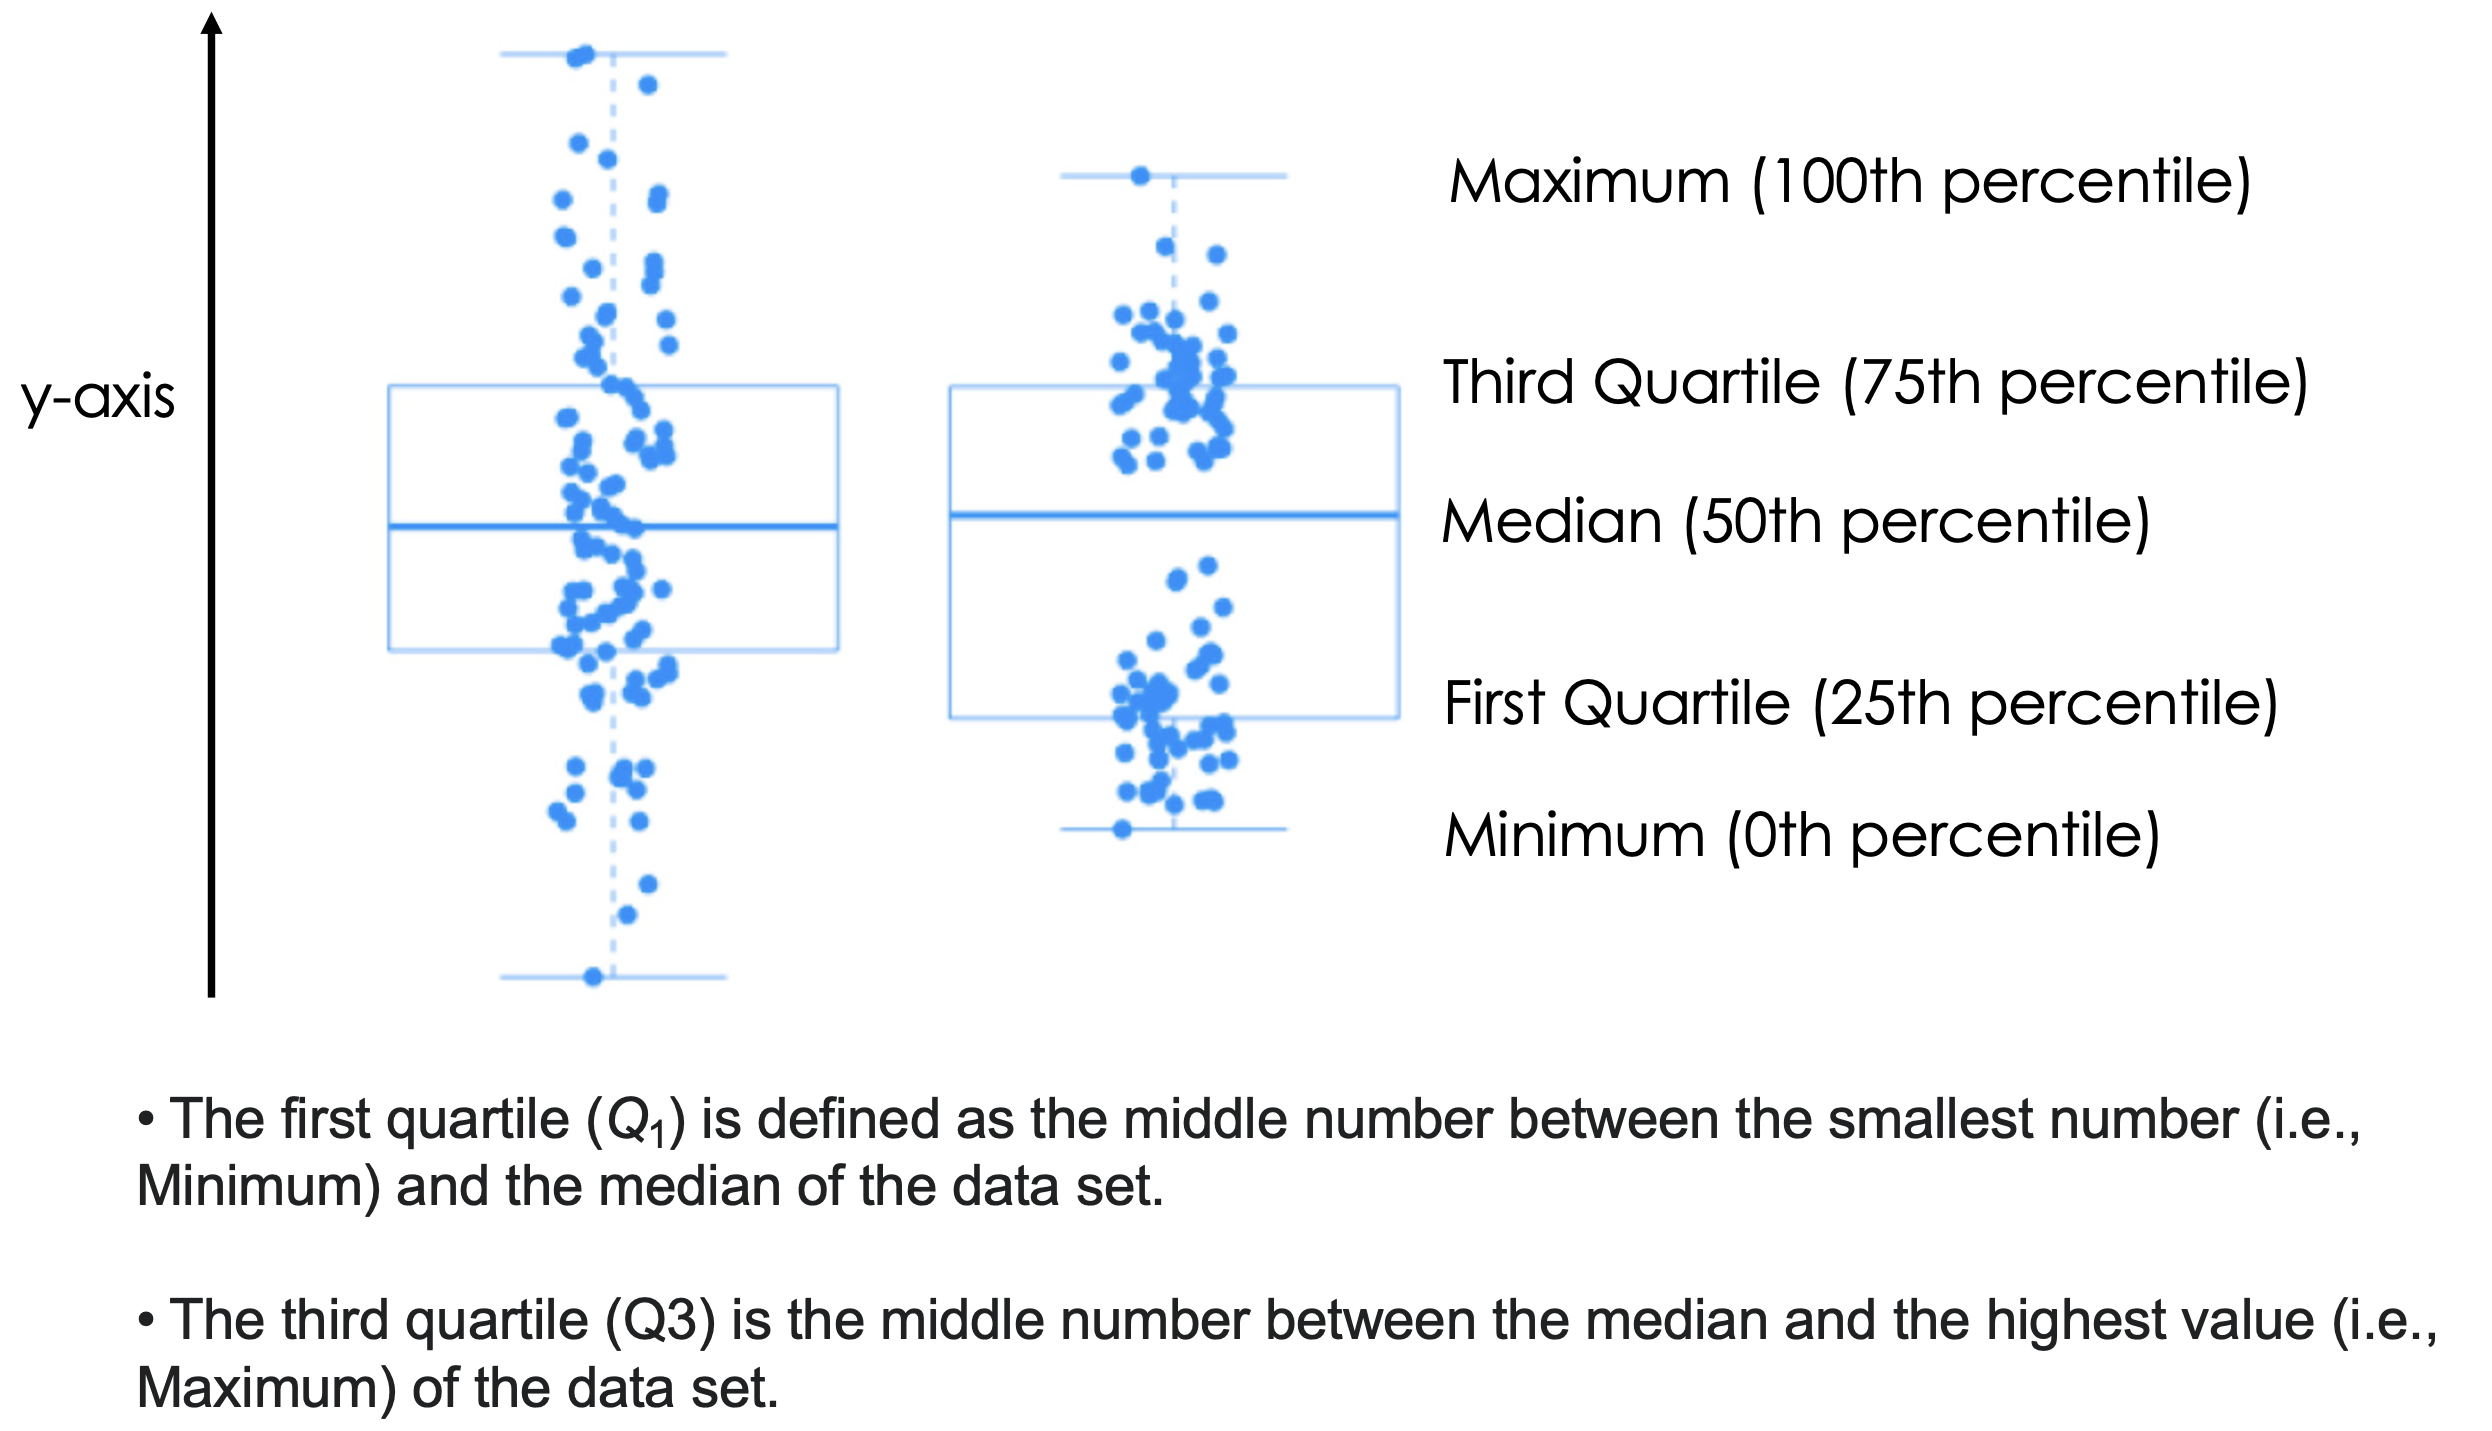 Maximum (100th percentile)
Third Quartile (75th percentile)
y-axis
Median (50th percentile)
First Quartile (25th percentile)
Minimum (0th percentile)
• The first quartile (Q1) is defined as the middle number between the smallest number (i.e.,
Minimum) and the median of the data set.
• The third quartile (Q3) is the middle number between the median and the highest value (i.e.,
Maximum) of the data set.